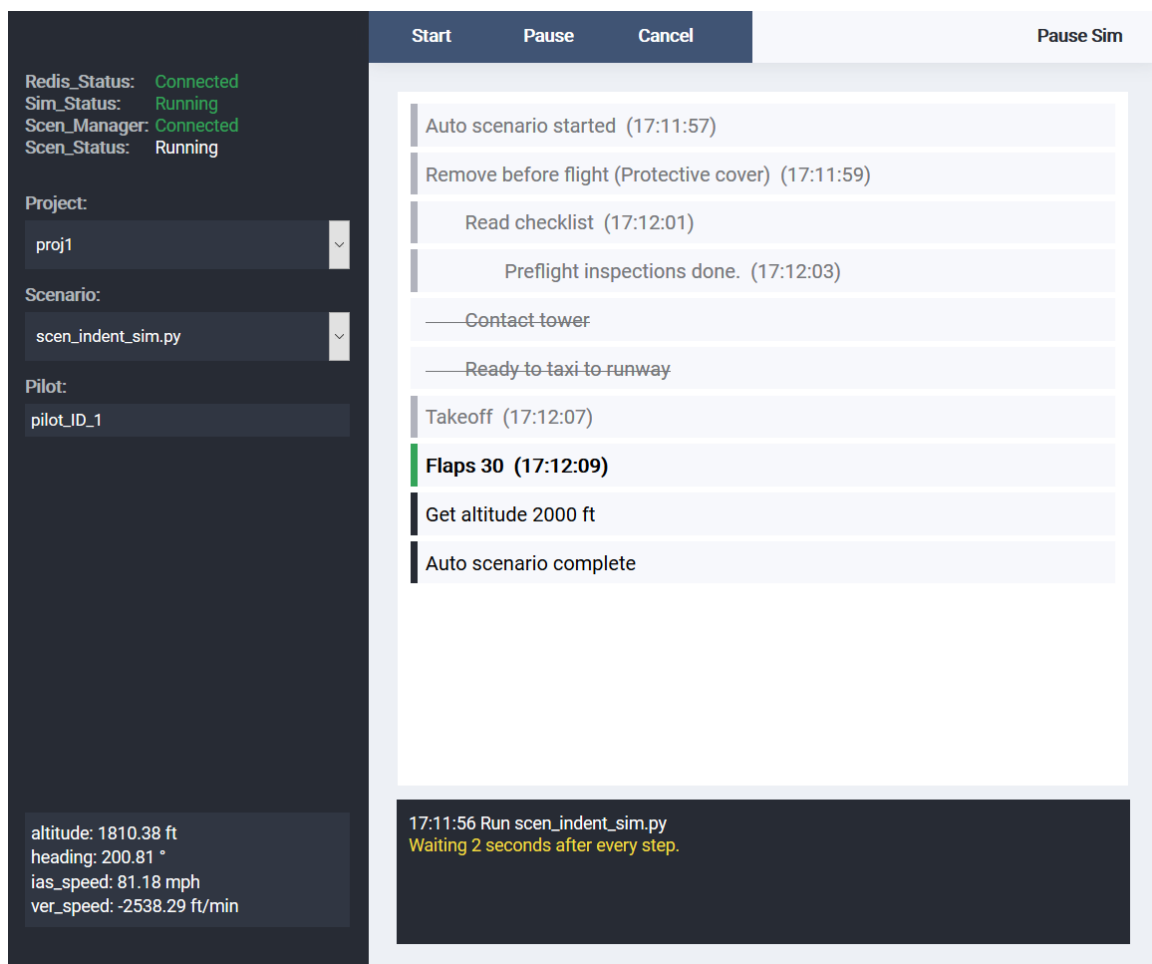 Start Pause Cancel Pause Sim
Redis_Status: Connected
Sim_Status: Running
Scen_Manager: Connected
Scen_Status: Running
Project:
proj1
Scenario:
scen_indent_sim.py
Pilot:
pilot_ID_1
altitude: 1810.38 ft
heading: 200.81 °
ias_speed: 81.18 mph
ver_speed: -2538.29 ft/min
Auto scenario started (17:11:57)
Remove before flight (Protective cover) (17:11:59)
Read checklist (17:12:01)
Preflight inspections done. (17:12:03)
Contact tower
Ready to taxi to runway
Takeoff (17:12:07)
Flaps 30 (17:12:09)
Get altitude 2000 ft
Auto scenario complete
17:11:56 Run scen_indent_sim.py
Waiting 2 seconds after every step.